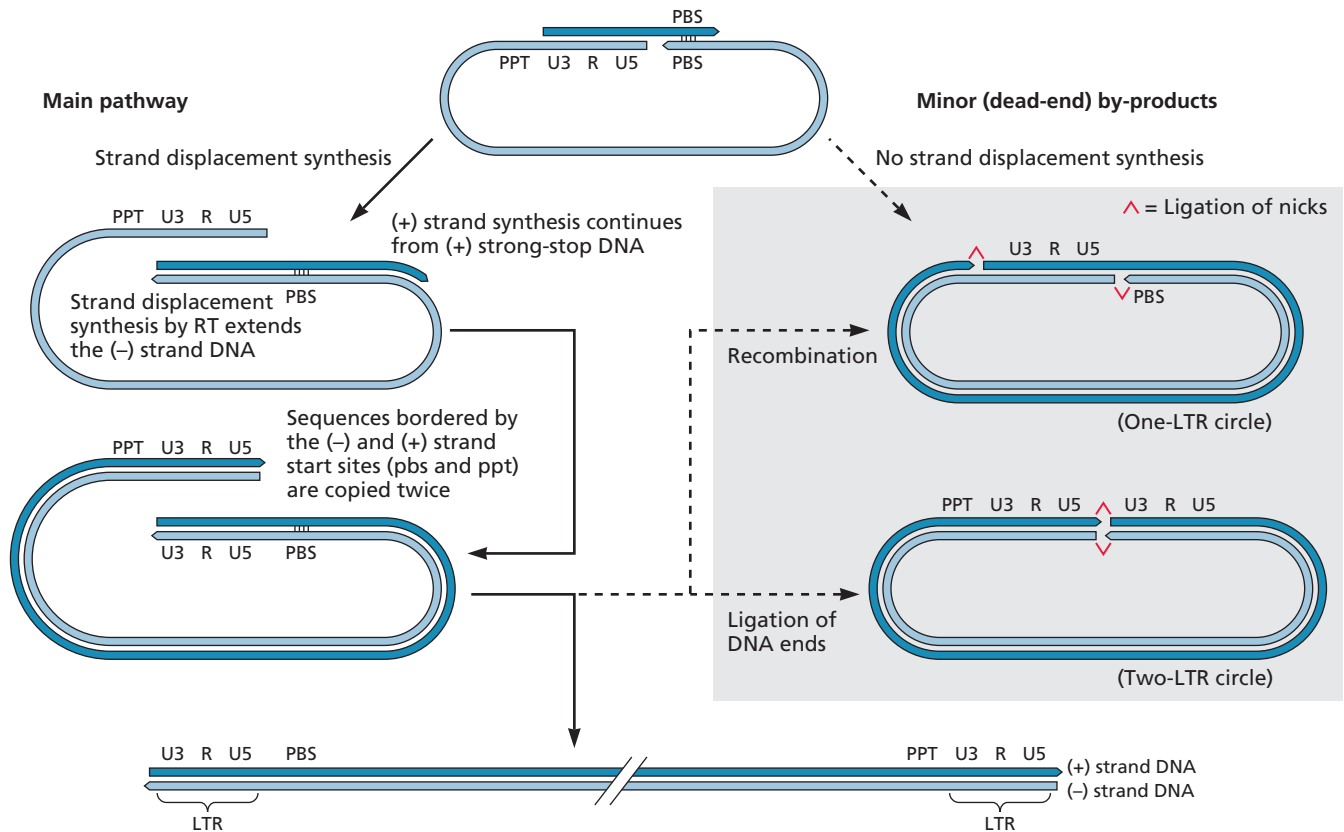 PBS
PPT U3 R U5 PBS
Main pathway
Minor (dead-end) by-products
Strand displacement synthesis
No strand displacement synthesis
PPT U3 R U5
(+) strand synthesis continues
from (+) strong-stop DNA
PBS
Strand displacement
synthesis by RT extends
the (–) strand DNA
^ = Ligation of nicks
U3 R U5
PBS
Recombination
(One-LTR circle)
Sequences bordered by
the (–) and (+) strand
start sites (pbs and ppt)
are copied twice
PPT U3 R U5
U3 R U5 PBS
PPT U3 R U5 U3 R U5
Ligation of
DNA ends
(Two-LTR circle)
U3 R U5 PBS
PPT U3 R U5
(+) strand DNA
(–) strand DNA
LTR
LTR